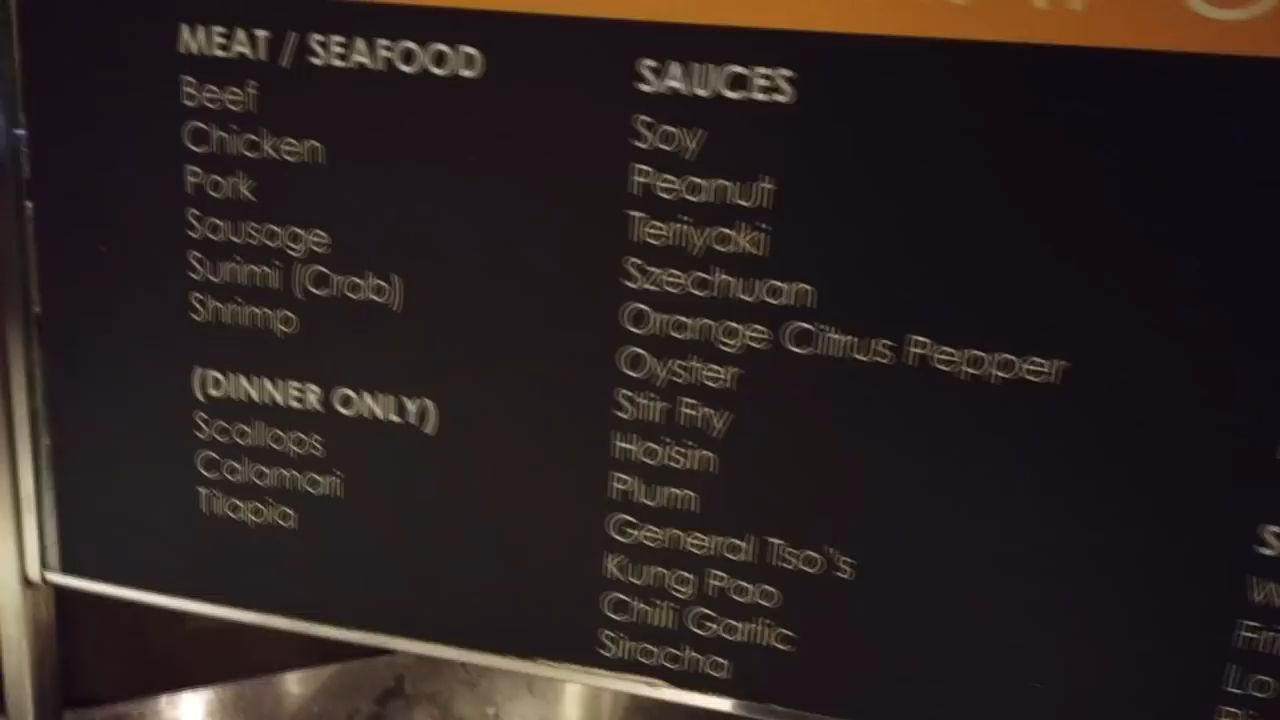 MEAT / SEAFOOD
Beef
Chicken
Pork
Sausage
Surimi (Crab)
Shrimp
(DINNER ONLY)
Scallops
Calamari
Tilapia
SAUCES
Soy
Peanut
Teriyaki
Szechuan
Orange Citrus Pepper
Oyster
Stir Fry
Hoisin
Plum
General Tso's
Kung Pao
Chili Garlic
Siracha